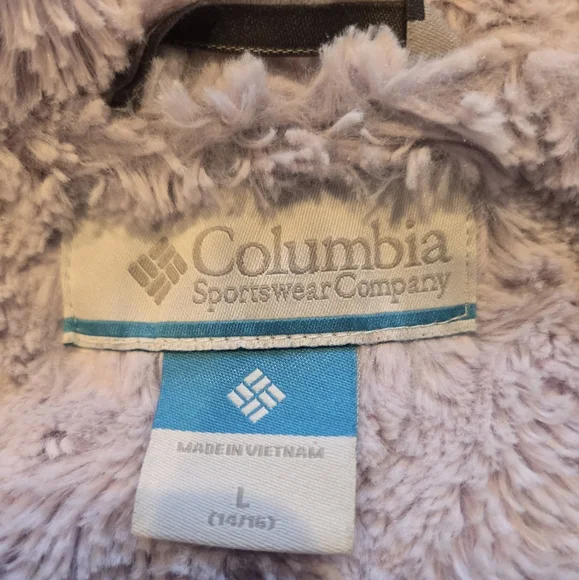 Columbia
Sportswear Company
MADE IN VIETNAM
L
(14/16)